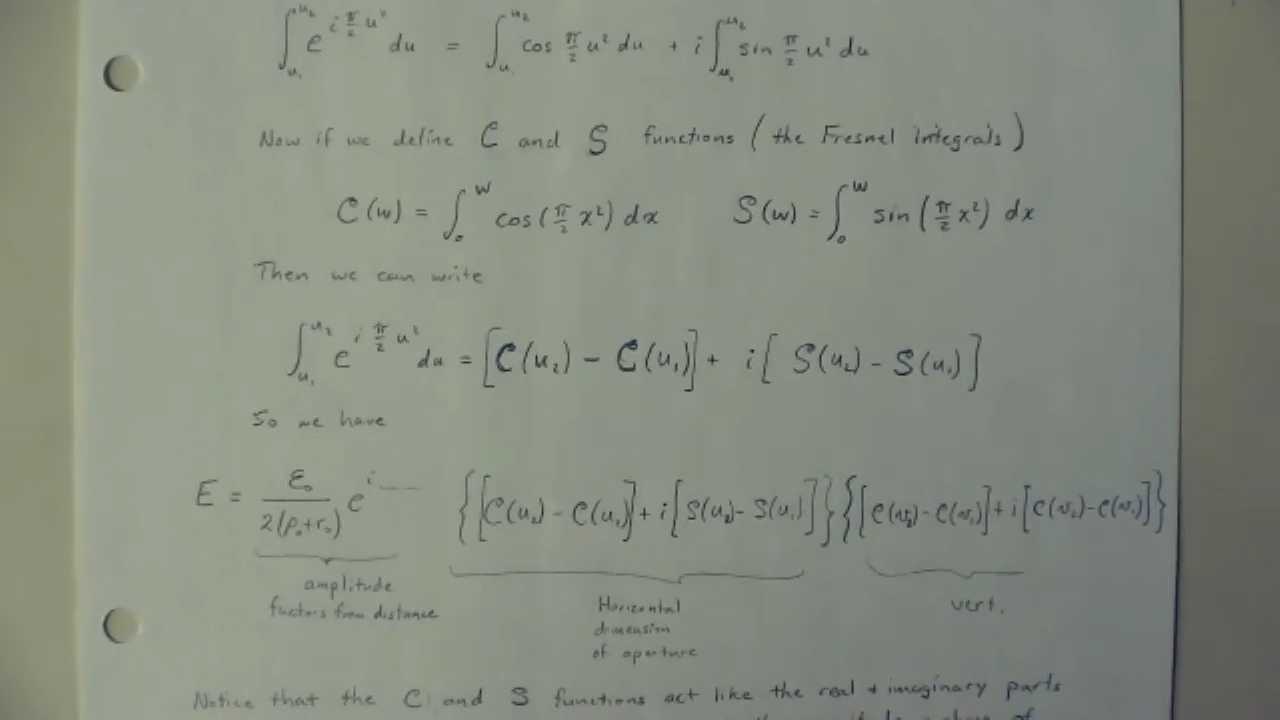 ∫_{u₁}^{u₂} e^{i π/2 u²} du = ∫_{u₁}^{u₂} cos π/2 u² du + i ∫_{u₁}^{u₂} sin π/2 u² du
Now if we define C and S functions (the Fresnel integrals)
C(w) = ∫₀^w cos(π/2 x²) dx S(w) = ∫₀^w sin(π/2 x²) dx
Then we can write
∫_{u₁}^{u₂} e^{i π/2 u²} du = [C(u₂) - C(u₁)] + i[S(u₂) - S(u₁)]
So we have
E = ε₀/2(ρ₀+r₀) e^{i——} {[C(u₂) - C(u₁)] + i[S(u₂) - S(u₁)]}{[C(v₂) - C(v₁)] + i[C(v₂) - C(v₁)]}
amplitude
factors from distance
Horizontal
dimension
of aperture
vert.
Notice that the C and S functions act like the real + imaginary parts